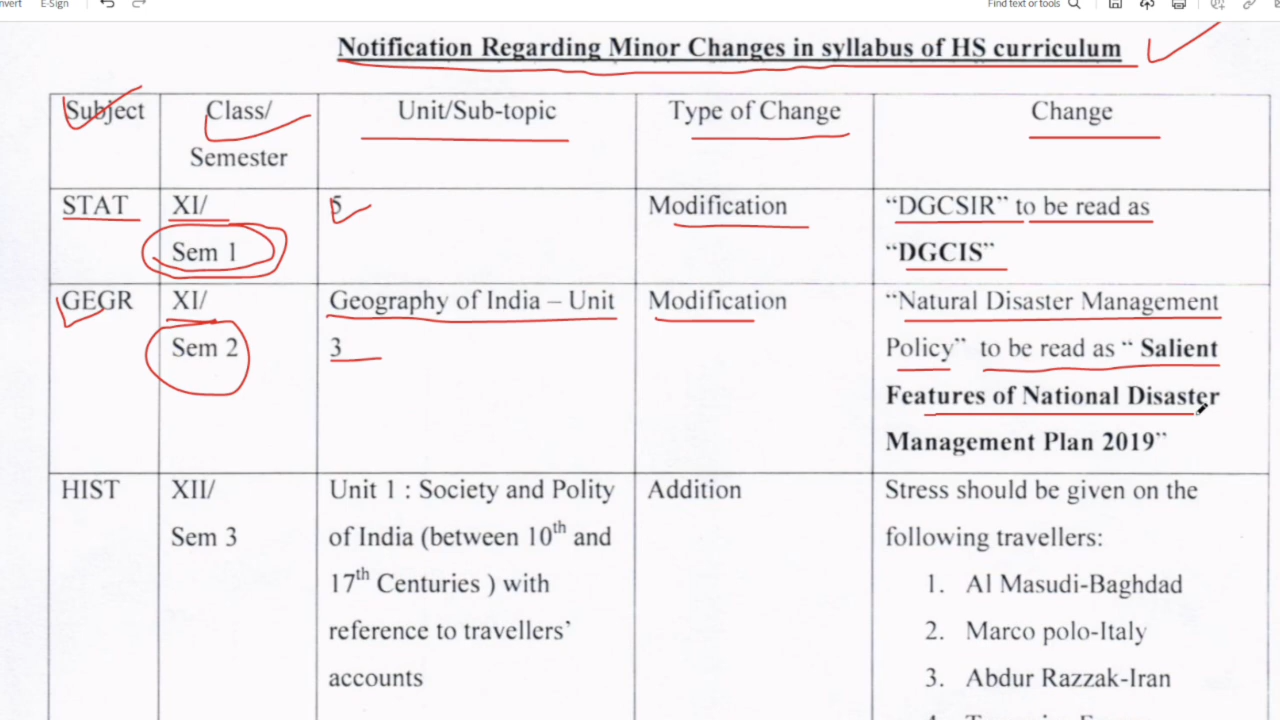 nvert E-Sign Find text or tools
Notification Regarding Minor Changes in syllabus of HS curriculum
Subject Class/ Semester Unit/Sub-topic Type of Change Change
STAT XI/ Sem 1 5 Modification “DGCSIR” to be read as
“DGCIS”
GEGR XI/ Sem 2 Geography of India – Unit 3 Modification “Natural Disaster Management
Policy” to be read as “ Salient
Features of National Disaster
Management Plan 2019”
HIST XII/ Sem 3
Unit 1 : Society and Polity
of India (between 10th and
17th Centuries ) with
reference to travellers’
accounts
Addition
Stress should be given on the
following travellers:
1. Al Masudi-Baghdad
2. Marco polo-Italy
3. Abdur Razzak-Iran